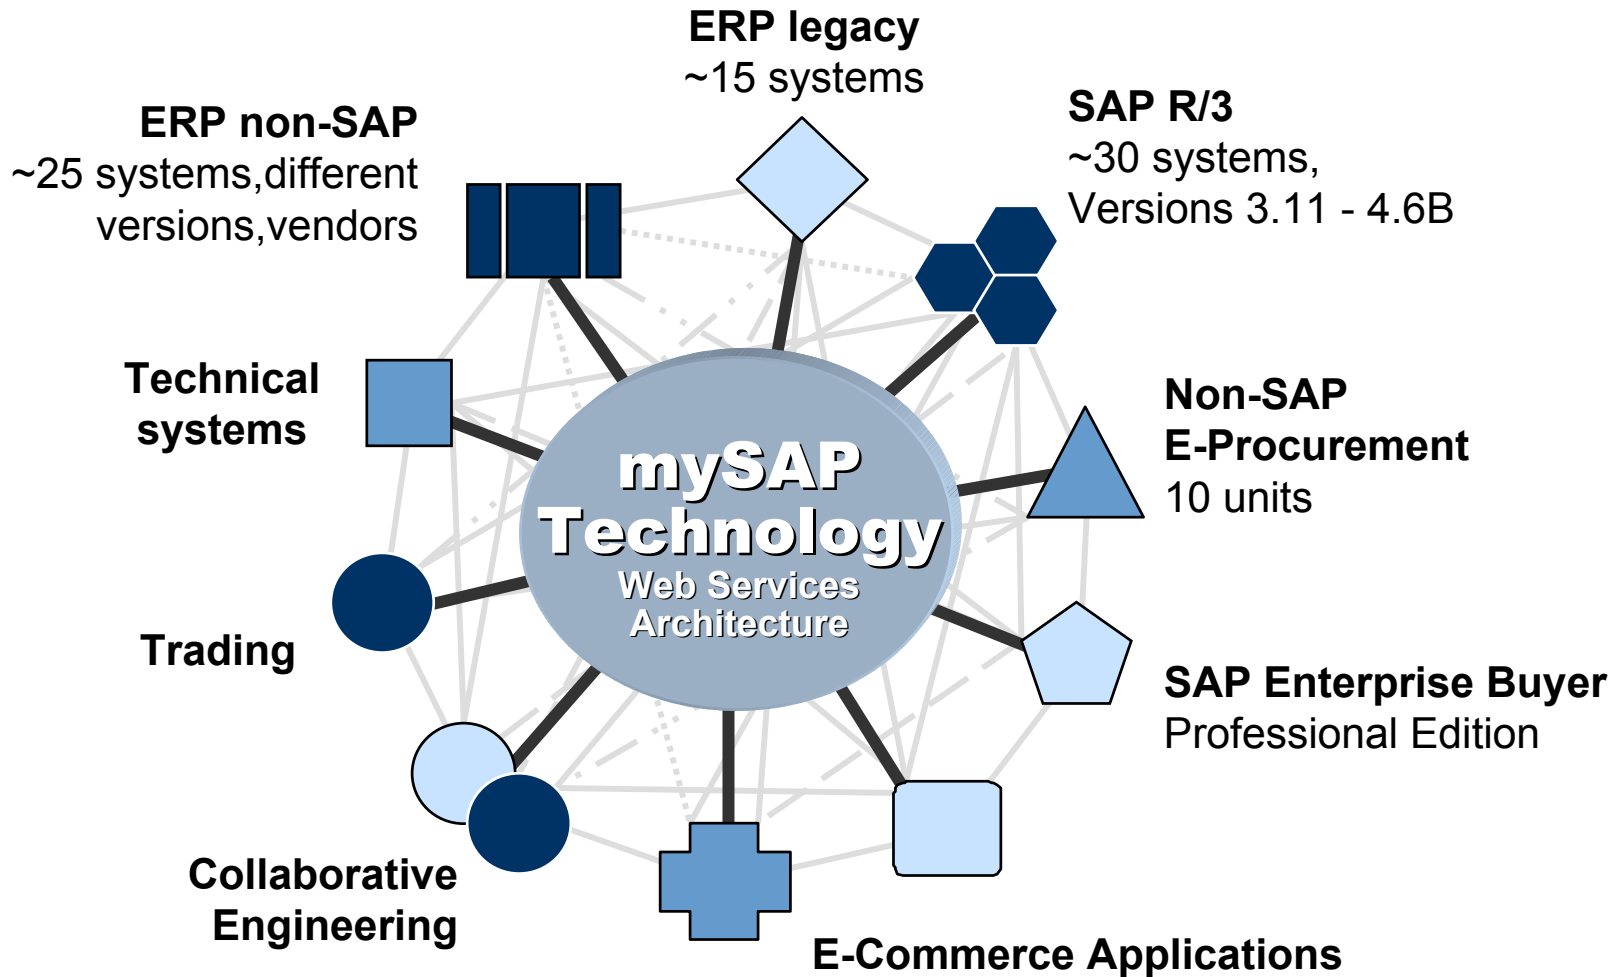 ERP legacy
~15 systems
ERP non-SAP
~25 systems,different
versions,vendors
SAP R/3
~30 systems,
Versions 3.11 - 4.6B
Technical
systems
Non-SAP
E-Procurement
10 units
mySAP
Technology
Web Services
Architecture
Trading
SAP Enterprise Buyer
Professional Edition
Collaborative
Engineering
E-Commerce Applications